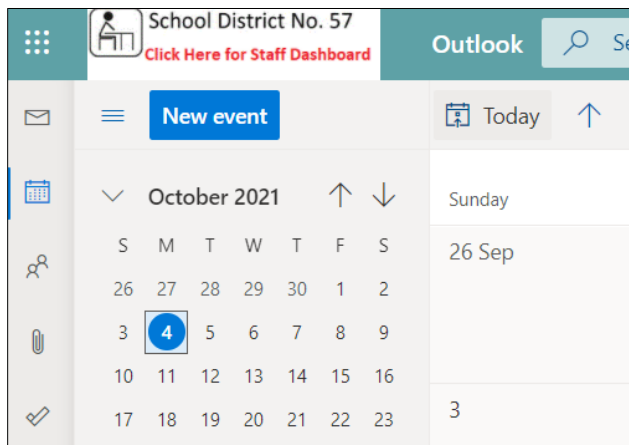 School District No. 57
Click Here for Staff Dashboard
Outlook
New event
Today
October 2021
S M T W T F S
26 27 28 29 30 1 2
3 4 5 6 7 8 9
10 11 12 13 14 15 16
17 18 19 20 21 22 23
Sunday
26 Sep
3